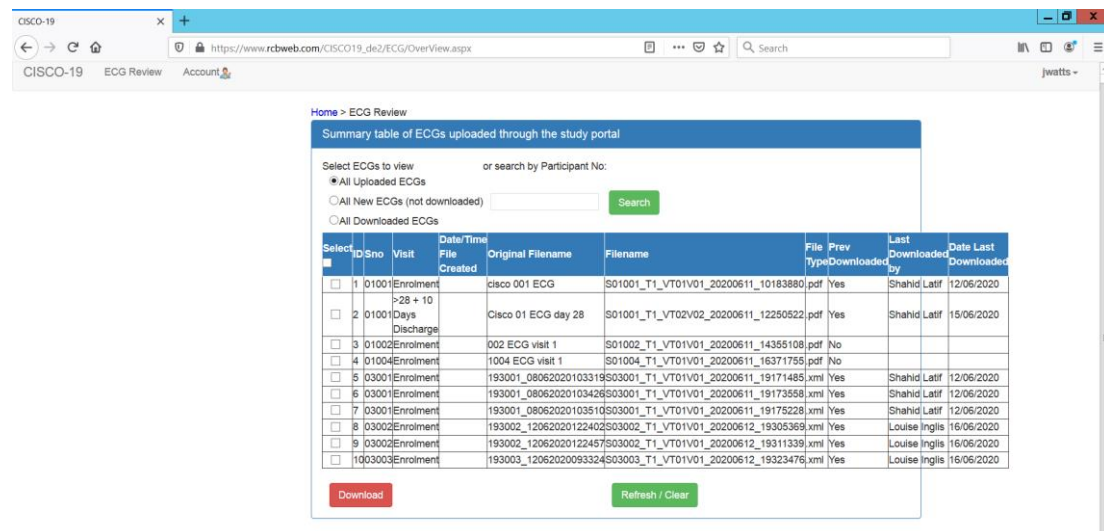 CISCO-19
https://www.rcbweb.com/CISCO19_de2/ECG/OverView.aspx
Search
CISCO-19 ECG Review Account jwatts
Home > ECG Review
Summary table of ECGs uploaded through the study portal
Select ECGs to view or search by Participant No:
All Uploaded ECGs
All New ECGs (not downloaded) Search
All Downloaded ECGs
Select ID Sno Visit Date/Time File Created Original Filename Filename File Type Prev Downloaded Last Downloaded by Date Last Downloaded
1 01001 Enrolment cisco 001 ECG S01001_T1_VT01V01_20200611_10183880 .pdf Yes Shahid Latif 12/06/2020
2 01001 >28 + 10 Days Discharge Cisco 01 ECG day 28 S01001_T1_VT02V02_20200611_12250522 .pdf Yes Shahid Latif 15/06/2020
3 01002 Enrolment 002 ECG visit 1 S01002_T1_VT01V01_20200611_14355108 .pdf No
4 01004 Enrolment 1004 ECG visit 1 S01004_T1_VT01V01_20200611_16371755 .pdf No
5 03001 Enrolment 193001_08062020103319 S03001_T1_VT01V01_20200611_19171485 .xml Yes Shahid Latif 12/06/2020
6 03001 Enrolment 193001_08062020103426 S03001_T1_VT01V01_20200611_19173558 .xml Yes Shahid Latif 12/06/2020
7 03001 Enrolment 193001_08062020103510 S03001_T1_VT01V01_20200611_19175228 .xml Yes Shahid Latif 12/06/2020
8 03002 Enrolment 193002_12062020122402 S03002_T1_VT01V01_20200612_19305369 .xml Yes Louise Inglis 16/06/2020
9 03002 Enrolment 193002_12062020122457 S03002_T1_VT01V01_20200612_19311339 .xml Yes Louise Inglis 16/06/2020
10 03003 Enrolment 193003_12062020093324 S03003_T1_VT01V01_20200612_19323476 .xml Yes Louise Inglis 16/06/2020
Download Refresh / Clear